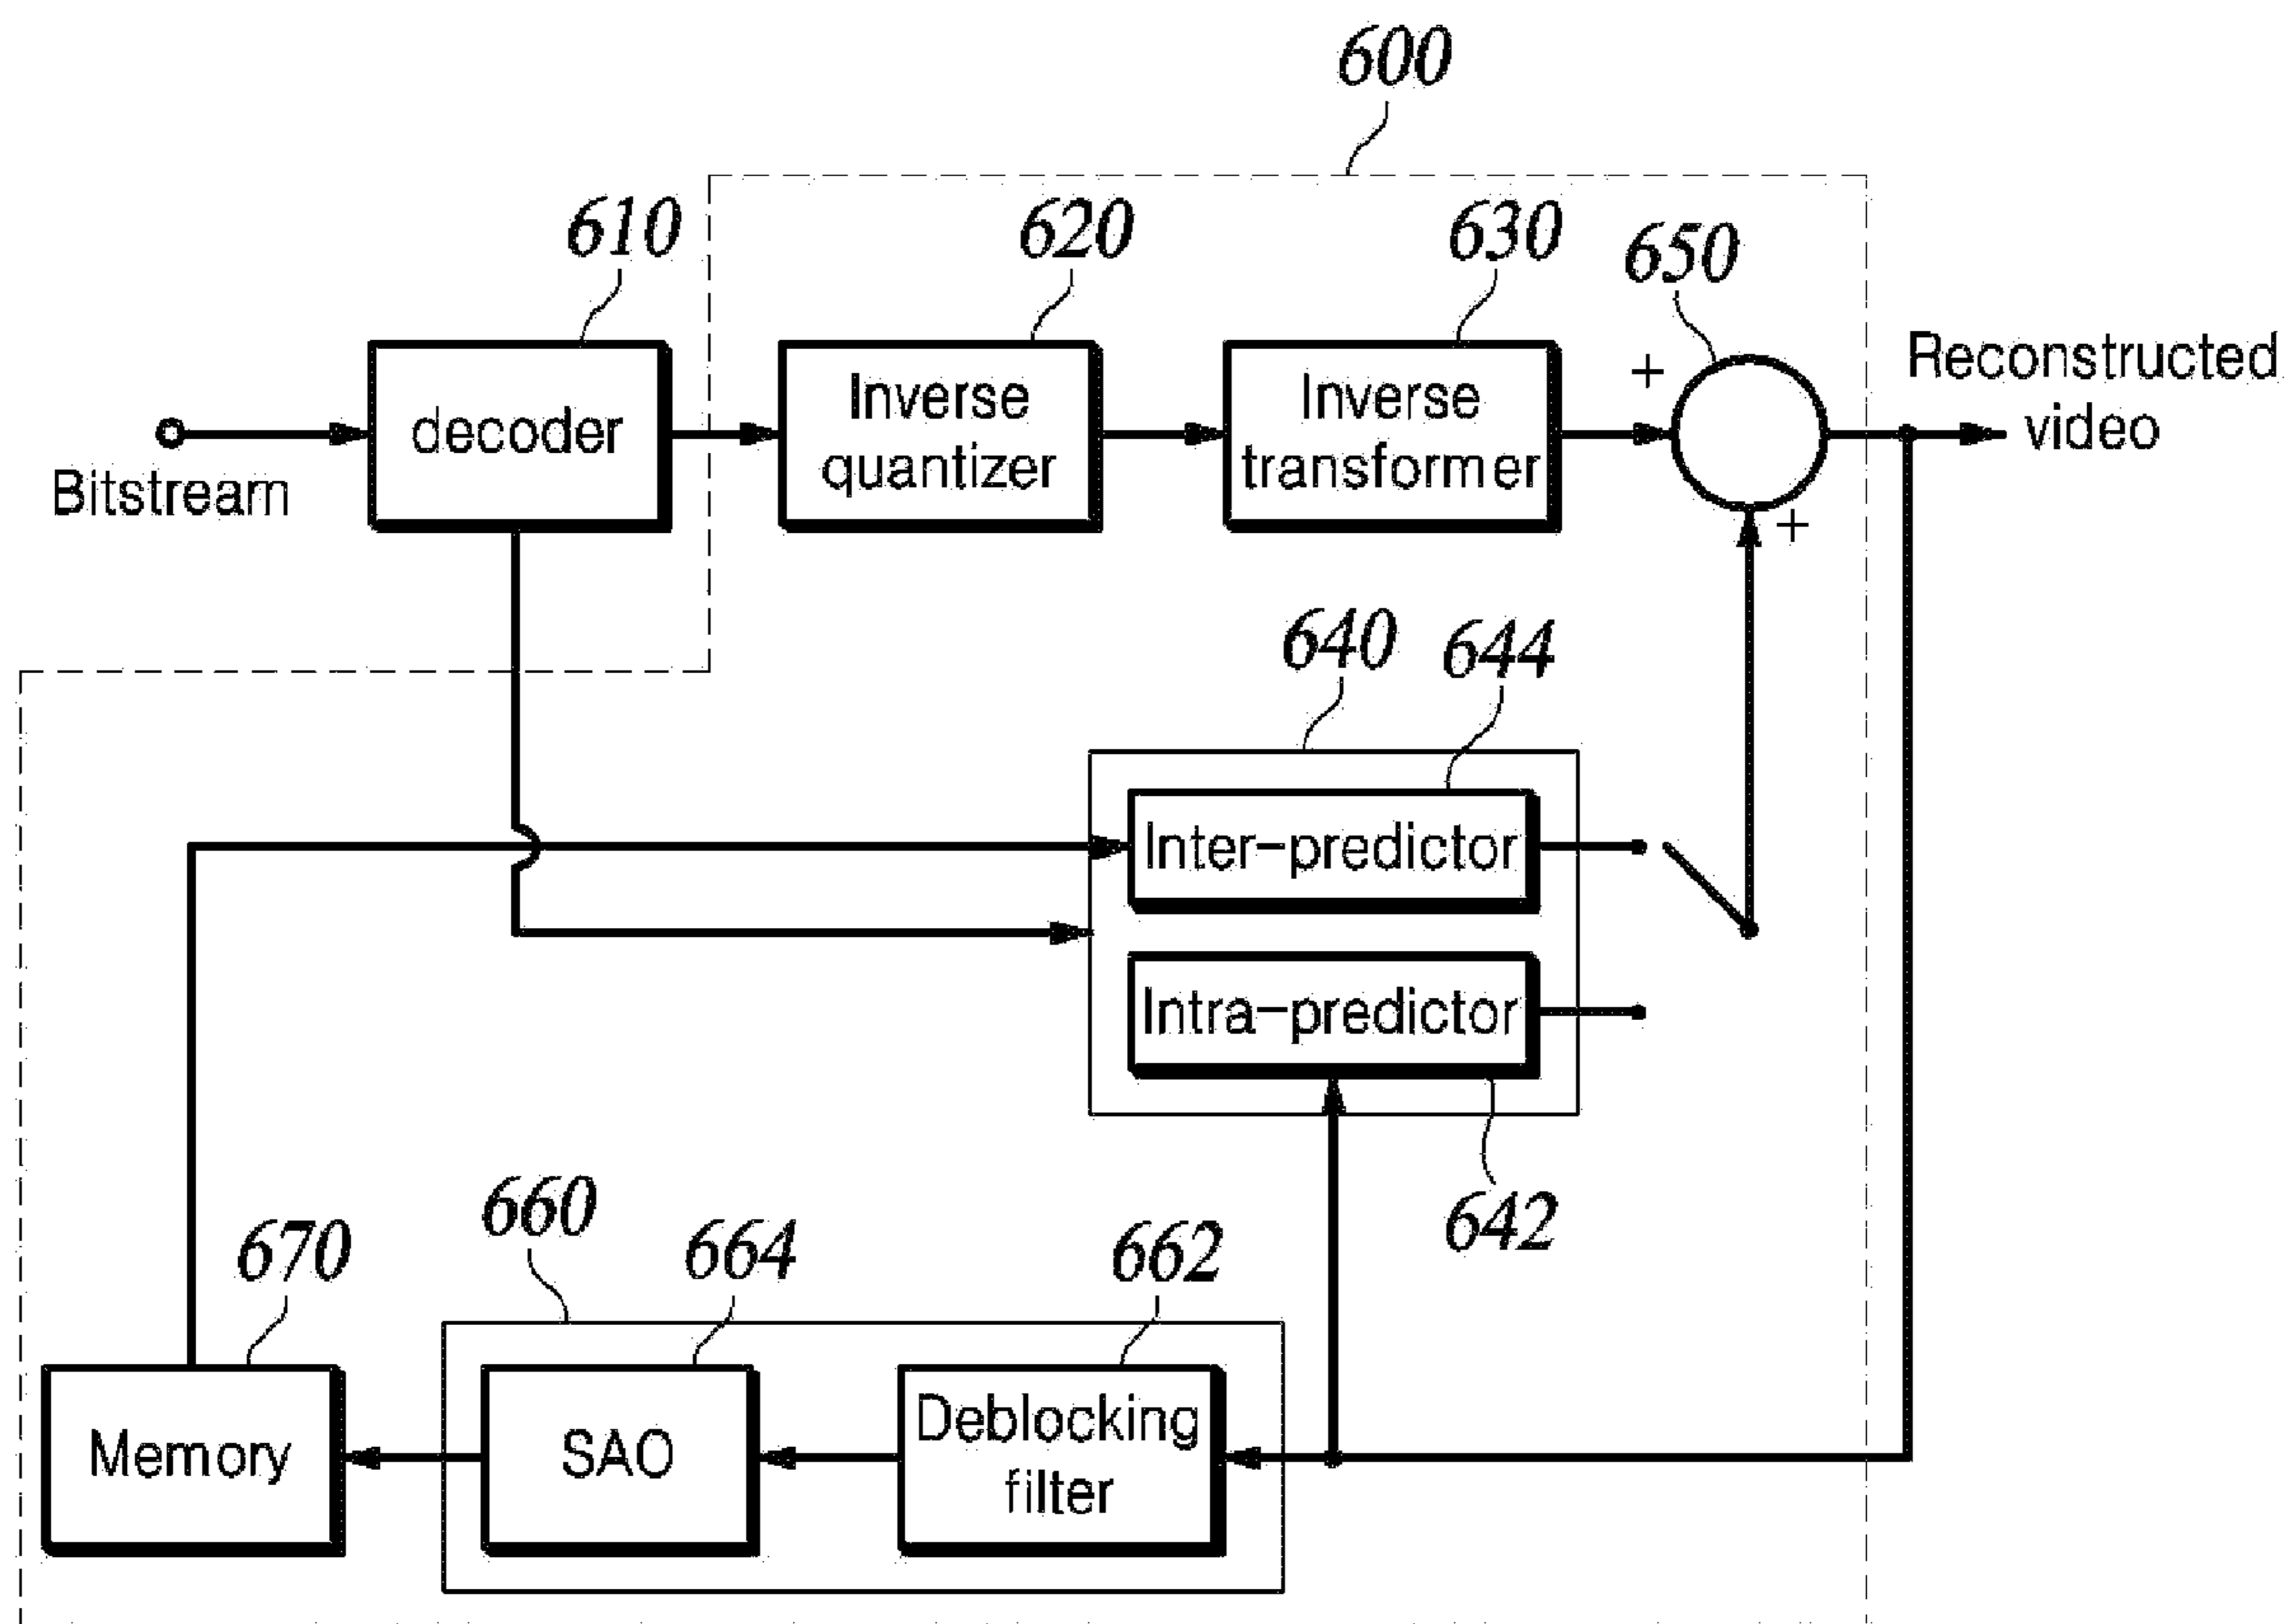 600
610
620
630
650
decoder
Inverse
quantizer
Inverse
transformer
+
+
Reconstructed
video
Bitstream
640
644
Inter-predictor
Intra-predictor
642
660
670
664
662
Memory
SAO
Deblocking
filter